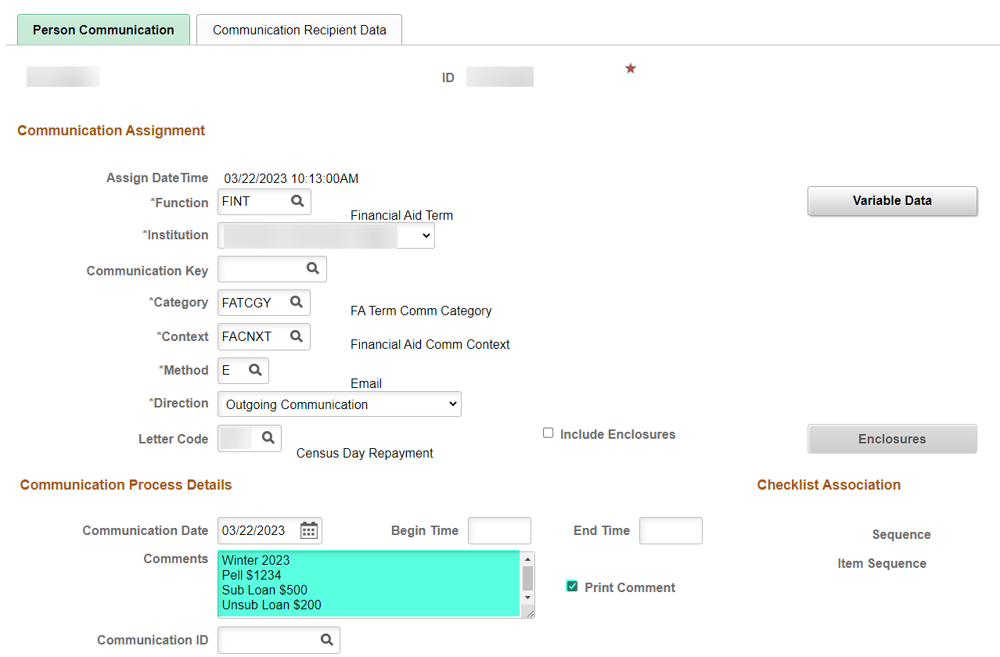 Person Communication
Communication Recipient Data
ID
Communication Assignment
Assign DateTime 03/22/2023 10:13:00AM
*Function FINT Financial Aid Term
Variable Data
*Institution
Communication Key
*Category FATCGY FA Term Comm Category
*Context FACNXT Financial Aid Comm Context
*Method E Email
*Direction Outgoing Communication
Letter Code Census Day Repayment
Include Enclosures
Enclosures
Communication Process Details
Checklist Association
Communication Date 03/22/2023 Begin Time End Time
Sequence
Comments Winter 2023
Pell $1234
Sub Loan $500
Unsub Loan $200
Item Sequence
Print Comment
Communication ID